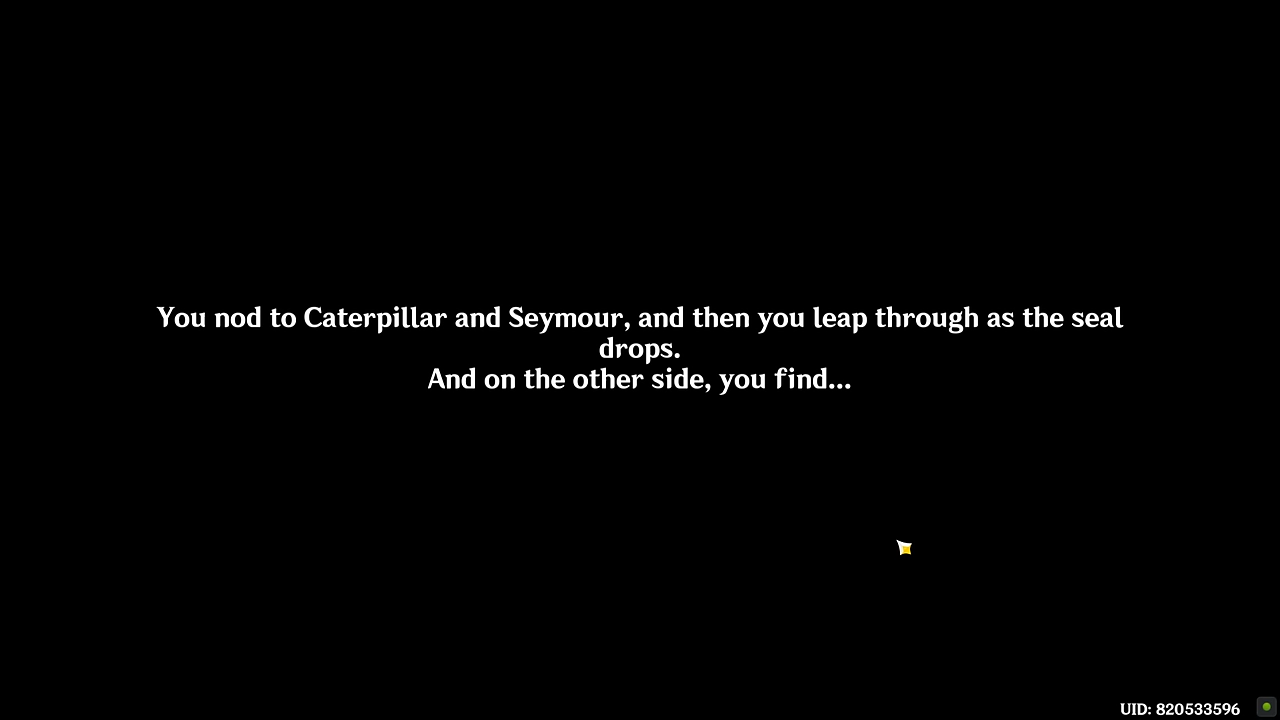 You nod to Caterpillar and Seymour, and then you leap through as the seal
drops.
And on the other side, you find...
UID: 820533596